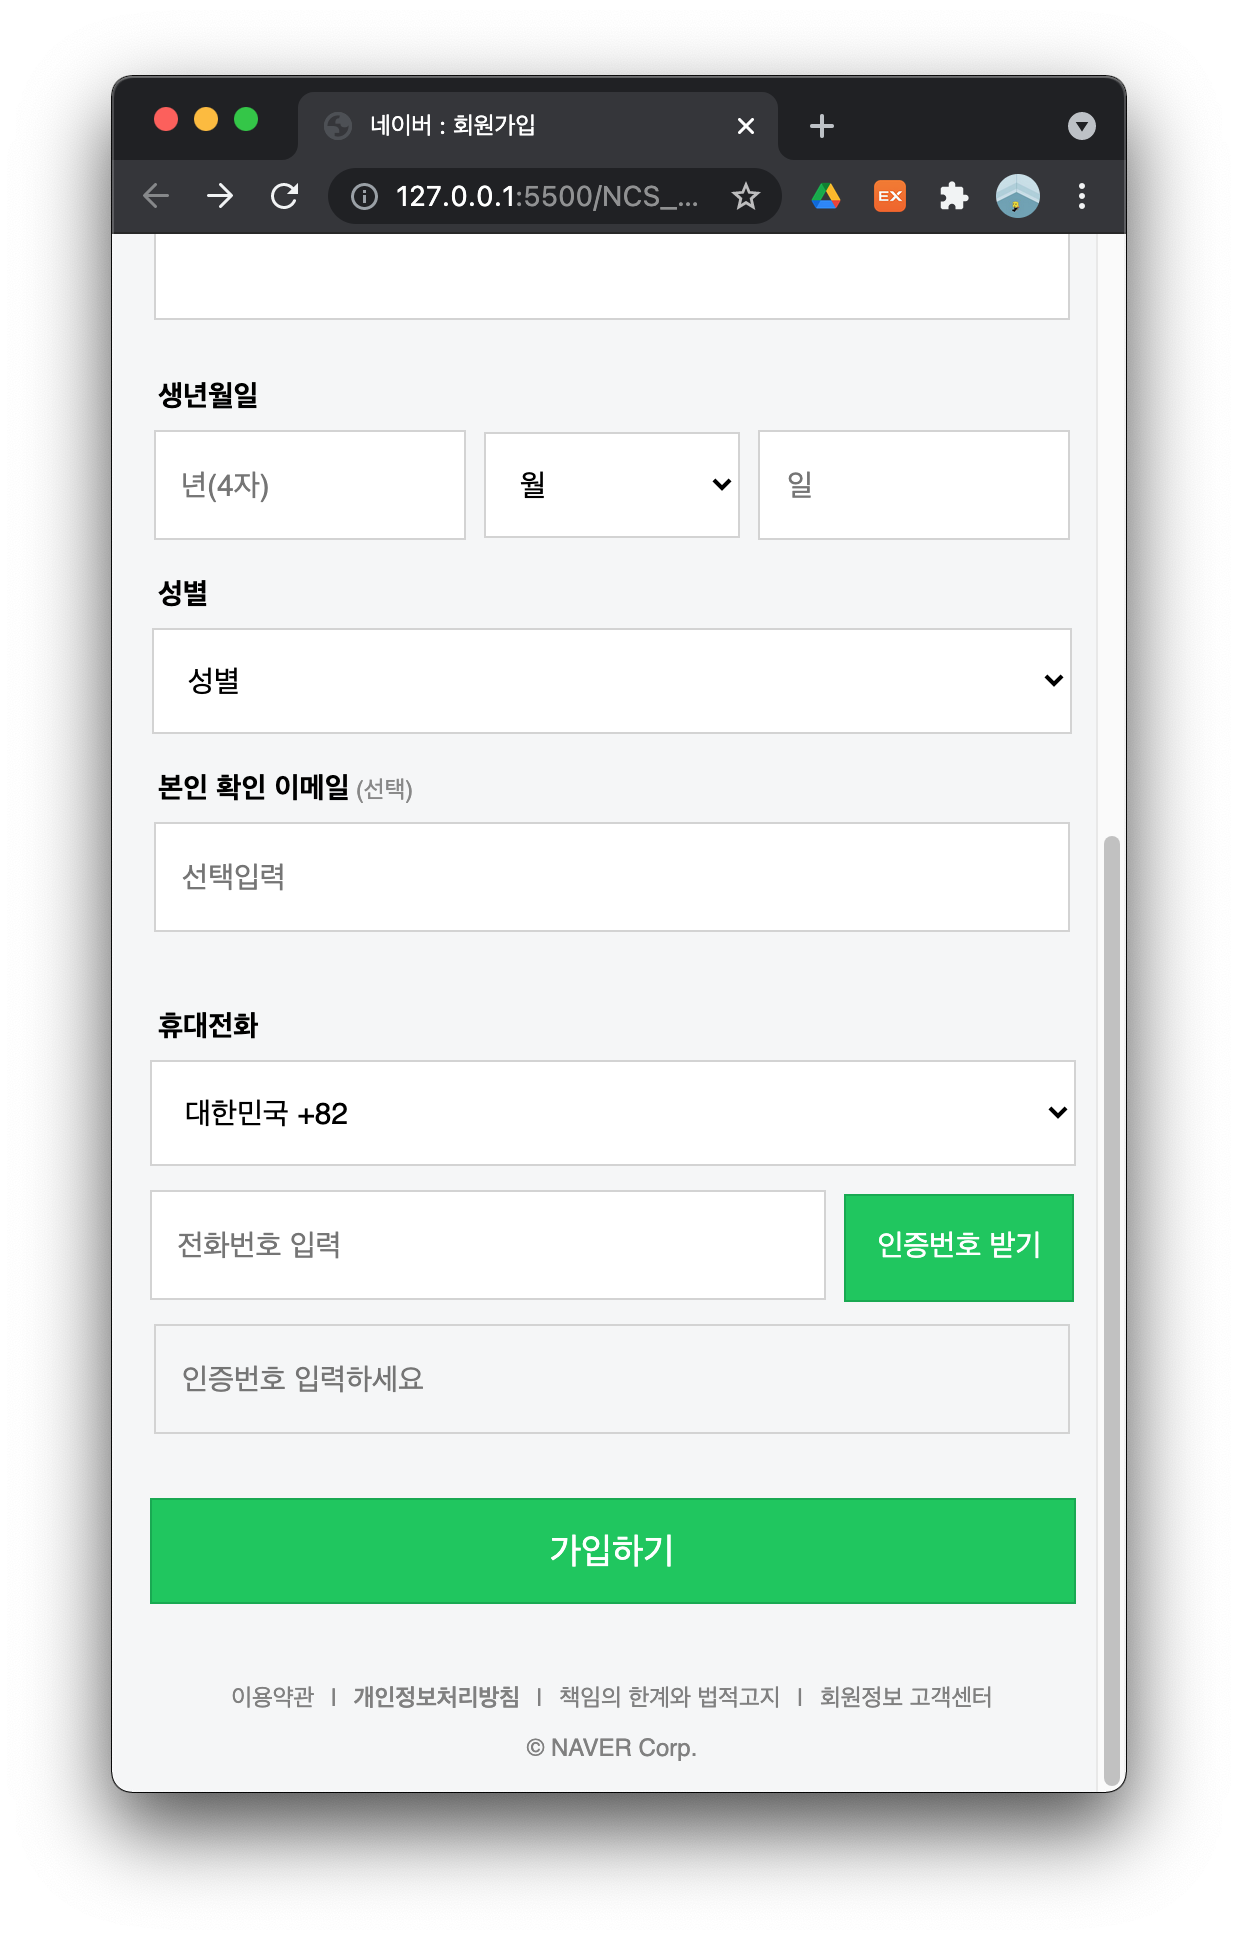 네이버 : 회원가입
127.0.0.1:5500/NCS_...
EX
생년월일
년(4자) 월 일
성별
성별
본인 확인 이메일 (선택)
선택입력
휴대전화
대한민국 +82
전화번호 입력 인증번호 받기
인증번호 입력하세요
가입하기
이용약관 | 개인정보처리방침 | 책임의 한계와 법적고지 | 회원정보 고객센터
© NAVER Corp.